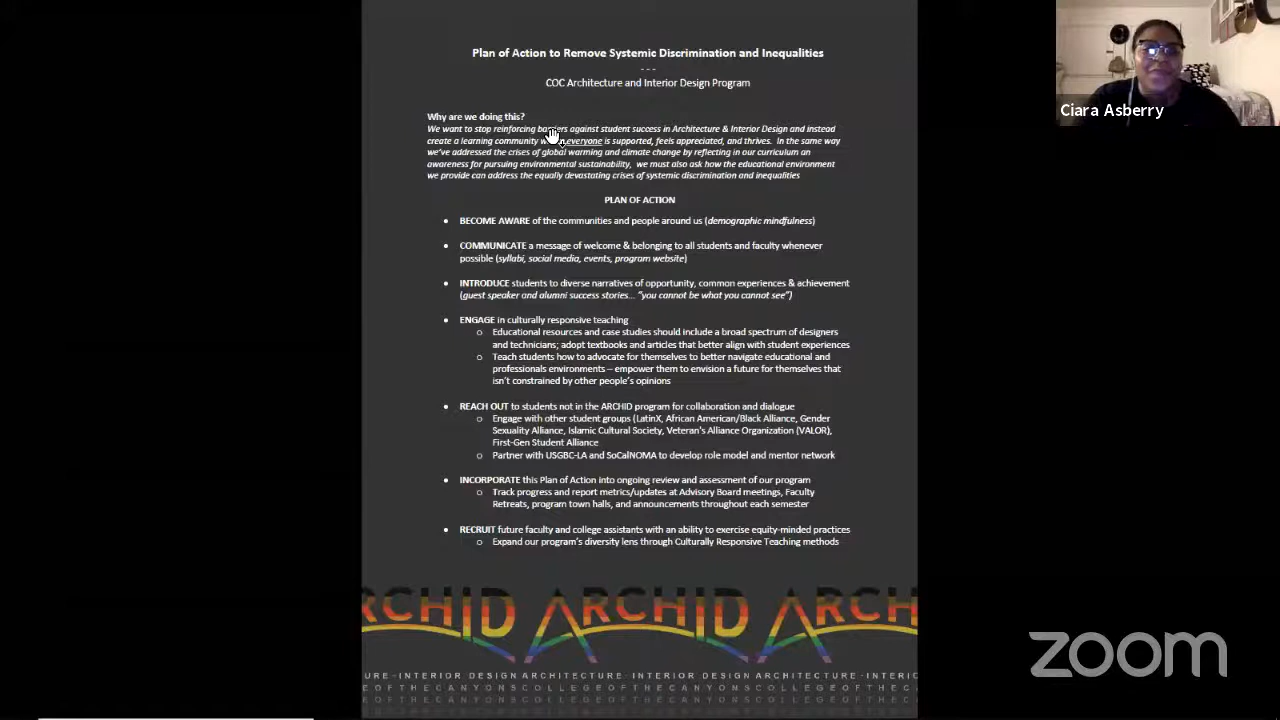 Plan of Action to Remove Systemic Discrimination and Inequalities
- - -
COC Architecture and Interior Design Program
Why are we doing this?
We want to stop reinforcing barriers against student success in Architecture & Interior Design and instead
create a learning community everyone is supported, feels appreciated, and thrives. In the same way
we've addressed the crises of global warming and climate change by reflecting in our curriculum an
awareness for pursuing environmental sustainability, we must also ask how the educational environment
we provide can address the equally devastating crises of systemic discrimination and inequalities
PLAN OF ACTION
• BECOME AWARE of the communities and people around us (demographic mindfulness)
• COMMUNICATE a message of welcome & belonging to all students and faculty whenever
possible (syllabi, social media, events, program website)
• INTRODUCE students to diverse narratives of opportunity, common experiences & achievement
(guest speaker and alumni success stories... "you cannot be what you cannot see")
• ENGAGE in culturally responsive teaching
o Educational resources and case studies should include a broad spectrum of designers
and technicians; adopt textbooks and articles that better align with student experiences
o Teach students how to advocate for themselves to better navigate educational and
professionals environments – empower them to envision a future for themselves that
isn't constrained by other people's opinions
• REACH OUT to students not in the ARCHID program for collaboration and dialogue
o Engage with other student groups (LatinX, African American/Black Alliance, Gender
Sexuality Alliance, Islamic Cultural Society, Veteran's Alliance Organization (VALOR),
First-Gen Student Alliance
o Partner with USGBC-LA and SoCalNOMA to develop role model and mentor network
• INCORPORATE this Plan of Action into ongoing review and assessment of our program
o Track progress and report metrics/updates at Advisory Board meetings, Faculty
Retreats, program town halls, and announcements throughout each semester
• RECRUIT future faculty and college assistants with an ability to exercise equity-minded practices
o Expand our program's diversity lens through Culturally Responsive Teaching methods
RCHID ARCHID ARCH
URE·INTERIOR DESIGN ARCHITECTURE·INTERIOR DESIGN ARCHITECTURE·INTERIO
EOFTHECANYONSCOLLEGEOFTHECANYONSCOLLEGEOFTHEC
EOFTHECANYONSCOLLEGEOFTHECANYONSCOLLEGEOFTHEC
Ciara Asberry
zoom